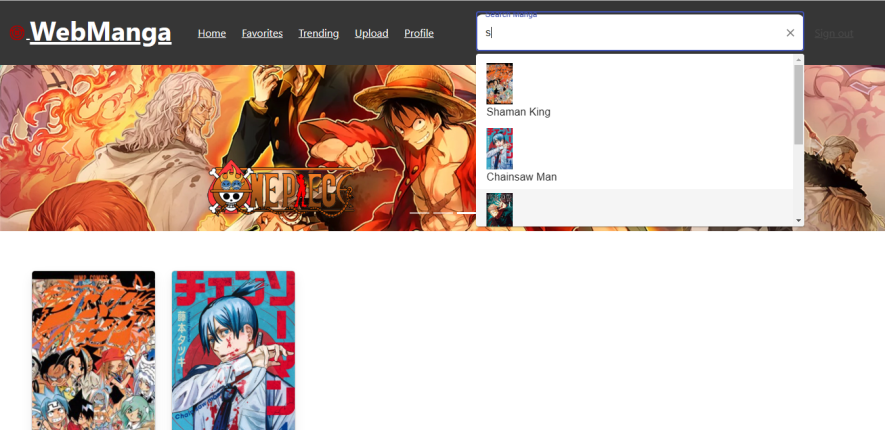 Search Manga
WebManga
Home
Favorites
Trending
Upload
Profile
s
Sign out
Shaman King
Chainsaw Man
ONE PIECE
チェンソーマン
藤本タツキ
Chainsaw